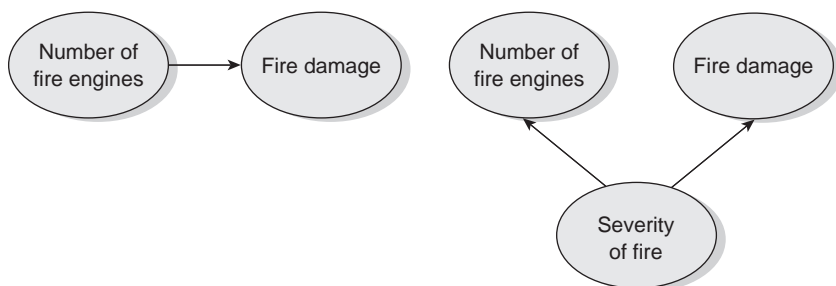 Number of
fire engines
Fire damage
Number of
fire engines
Fire damage
Severity
of fire